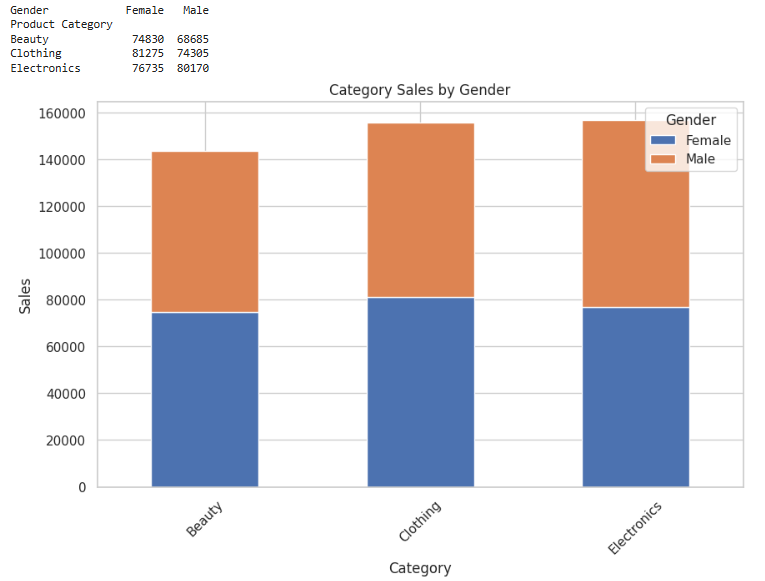 Gender Female Male
Product Category
Beauty 74830 68685
Clothing 81275 74305
Electronics 76735 80170
Category Sales by Gender
160000
140000
120000
100000
80000
60000
40000
20000
0
Sales
Gender
Female
Male
Beauty
Clothing
Electronics
Category